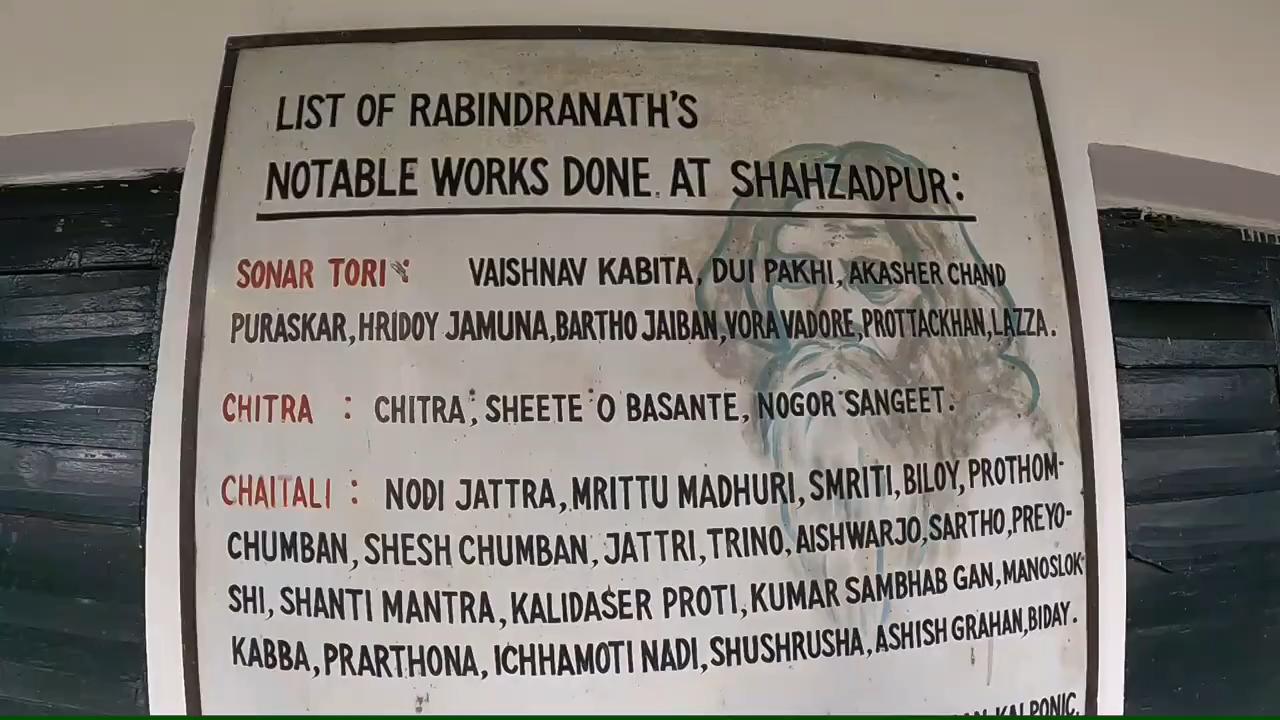 LIST OF RABINDRANATH'S
NOTABLE WORKS DONE AT SHAHZADPUR:
SONAR TORI: VAISHNAV KABITA, DUI PAKHI, AKASHER CHAND
PURASKAR, HRIDOY JAMUNA, BARTHO JAIBAN, VORA VADORE, PROTTACKHAN, LAZZA.
CHITRA : CHITRA, SHEETE O BASANTE, NOGOR SANGEET.
CHAITALI : NODI JATTRA, MRITTU MADHURI, SMRITI, BILOY, PROTHOM-
CHUMBAN, SHESH CHUMBAN, JATTRI, TRINO, AISHWARJO, SARTHO, PREYO-
SHI, SHANTI MANTRA, KALIDASER PROTI, KUMAR SAMBHAB GAN, MANOSLOK
KABBA, PRARTHONA, ICHHAMOTI NADI, SHUSHRUSHA, ASHISH GRAHAN, BIDAY.
KALPONIC,